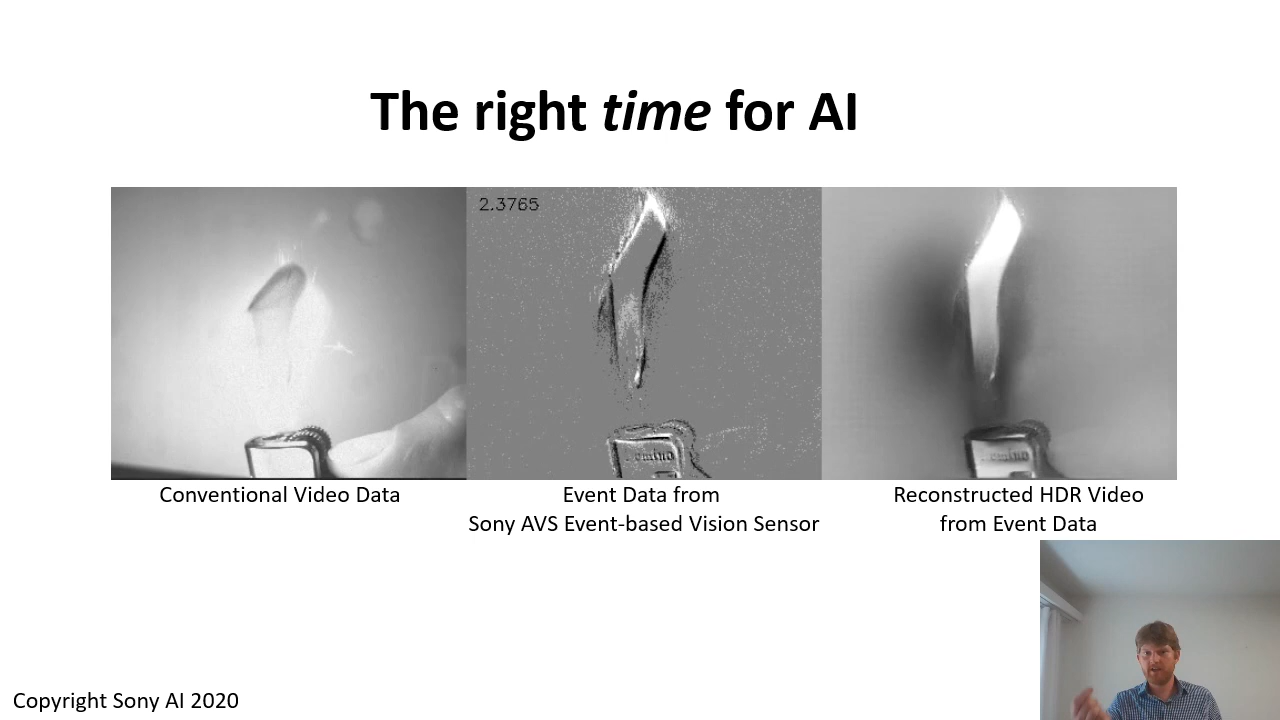 The right time for AI
2.3765
Conventional Video Data
Event Data from
Sony AVS Event-based Vision Sensor
Reconstructed HDR Video
from Event Data
Copyright Sony AI 2020